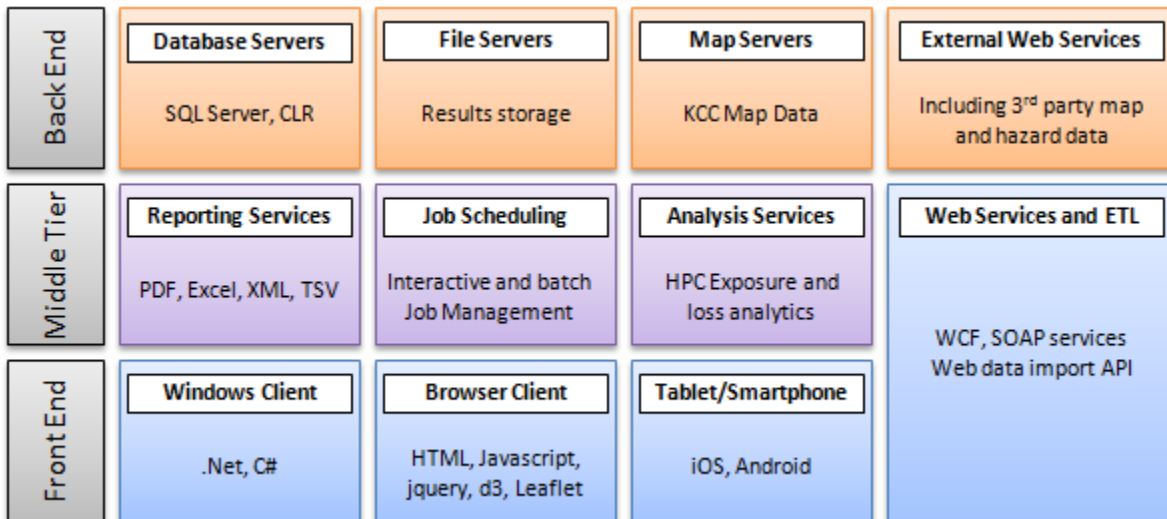 Back End
Database Servers
SQL Server, CLR
File Servers
Results storage
Map Servers
KCC Map Data
External Web Services
Including 3rd party map
and hazard data
Middle Tier
Reporting Services
PDF, Excel, XML, TSV
Job Scheduling
Interactive and batch
Job Management
Analysis Services
HPC Exposure and
loss analytics
Web Services and ETL
WCF, SOAP services
Web data import API
Front End
Windows Client
.Net, C#
Browser Client
HTML, Javascript,
jquery, d3, Leaflet
Tablet/Smartphone
iOS, Android